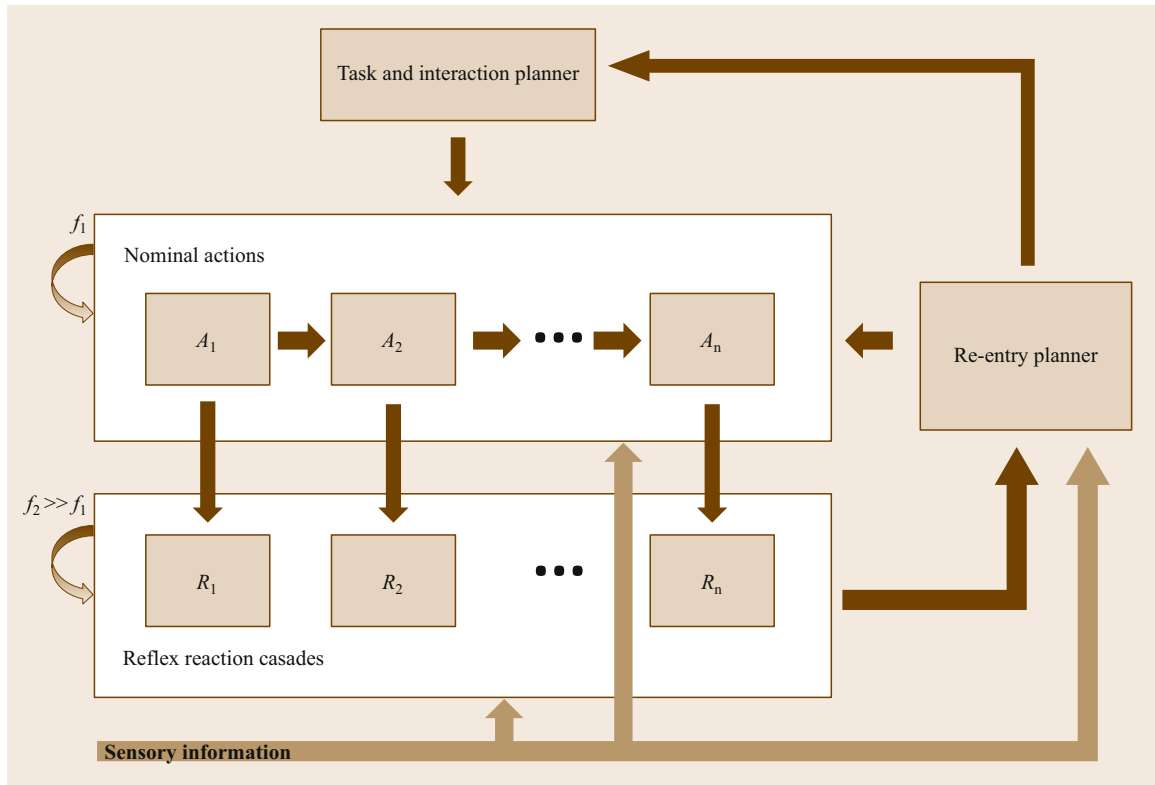 Task and interaction planner
f₁
Nominal actions
A₁
A₂
...
Aₙ
Re-entry planner
f₂ >> f₁
R₁
R₂
...
Rₙ
Reflex reaction casades
Sensory information